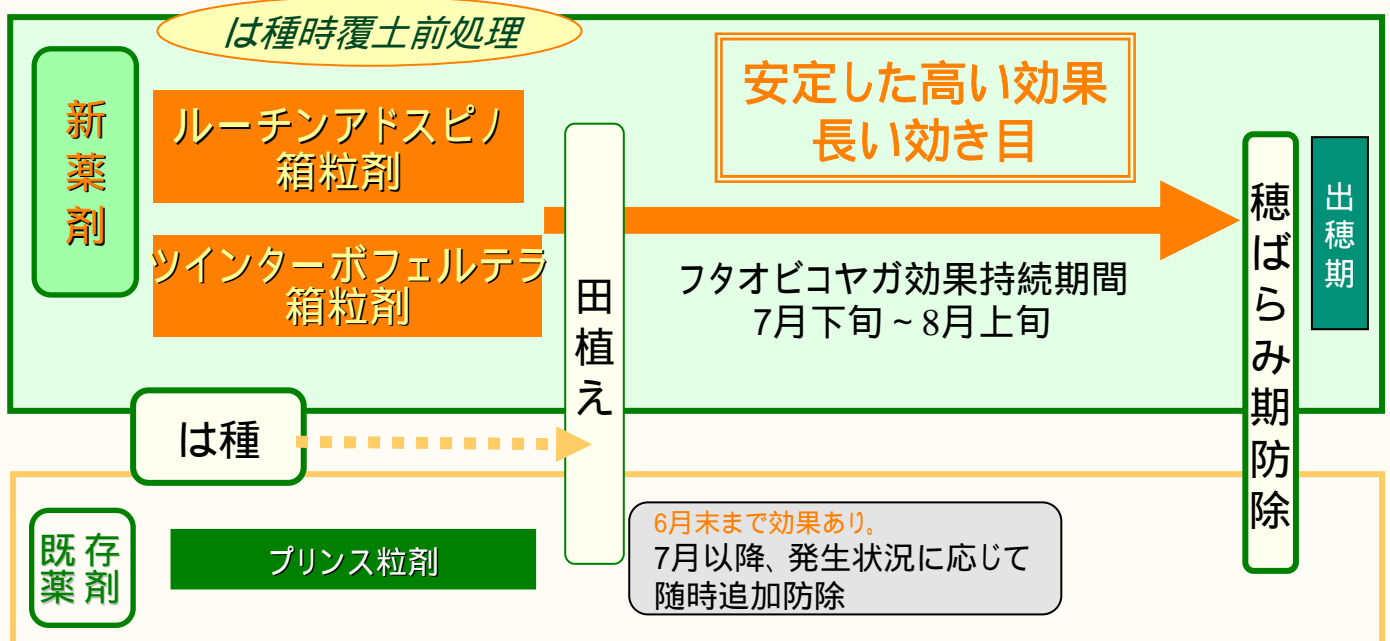 は種時覆土前処理
新薬剤
ルーチンアドスピノ
箱粒剤
ツインターボフェルテラ
箱粒剤
田植え
安定した高い効果
長い効き目
フタオビコヤガ効果持続期間
7月下旬~8月上旬
穂ばらみ期防除
出穂期
は種
既存
薬剤
プリンス粒剤
6月末まで効果あり。
7月以降、発生状況に応じて
随時追加防除